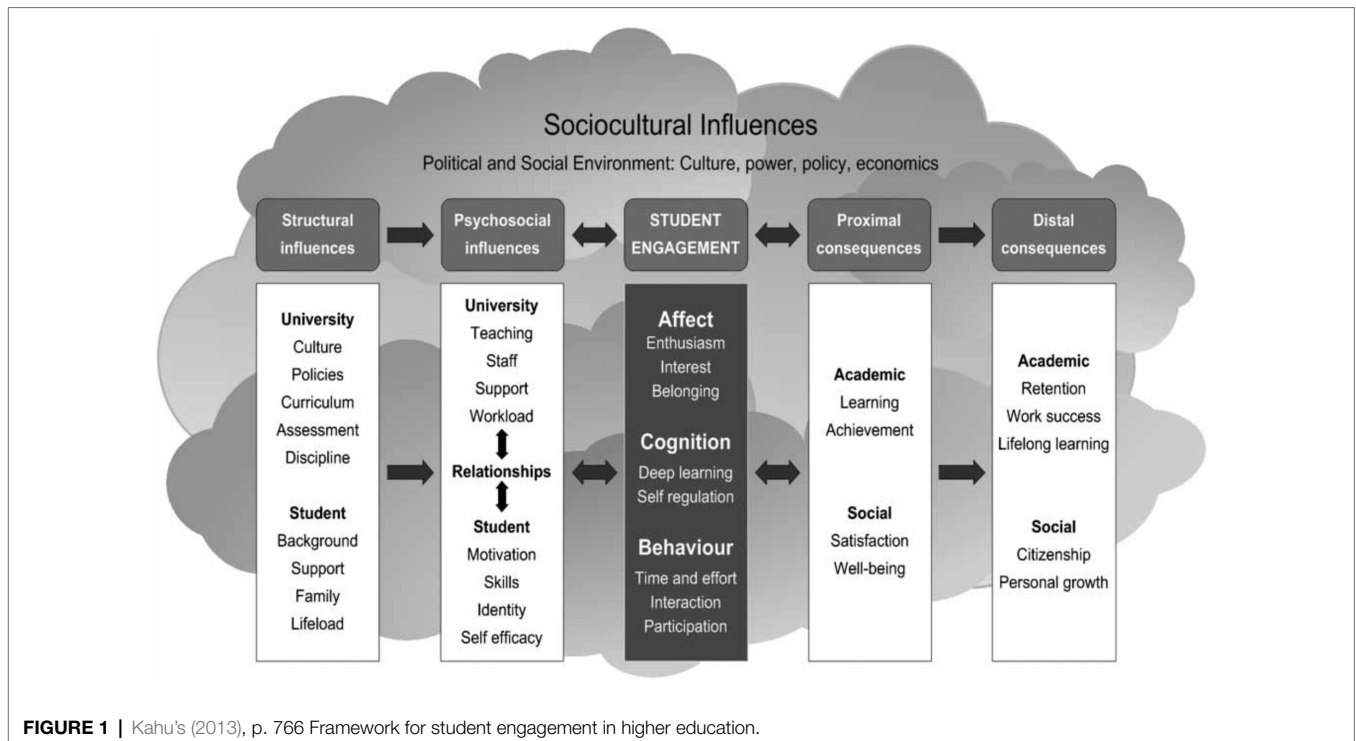 Sociocultural Influences
Political and Social Environment: Culture, power, policy, economics
Structural
influences
Psychosocial
influences
STUDENT
ENGAGEMENT
Proximal
consequences
Distal
consequences
University
Culture
Policies
Curriculum
Assessment
Discipline
Student
Background
Support
Family
Lifeload
University
Teaching
Staff
Support
Workload
Relationships
Student
Motivation
Skills
Identity
Self efficacy
Affect
Enthusiasm
Interest
Belonging
Cognition
Deep learning
Self regulation
Behaviour
Time and effort
Interaction
Participation
Academic
Learning
Achievement
Social
Satisfaction
Well-being
Academic
Retention
Work success
Lifelong learning
Social
Citizenship
Personal growth
FIGURE 1 | Kahu's (2013), p. 766 Framework for student engagement in higher education.